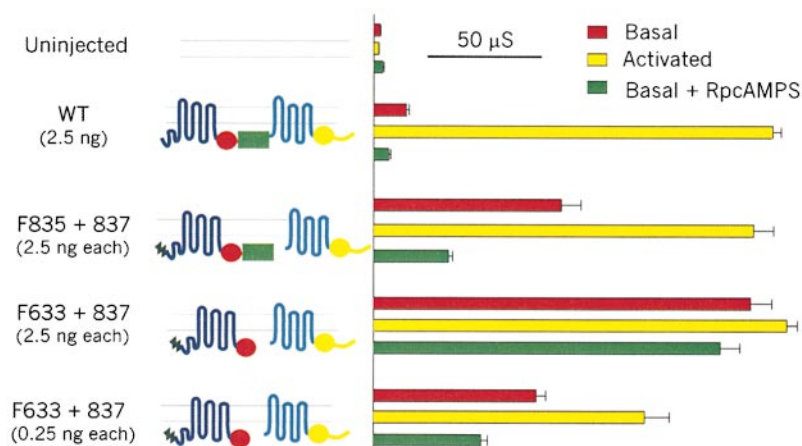 Uninjected
50 µS
Basal
Activated
Basal + RpcAMPS
WT
(2.5 ng)
F835 + 837
(2.5 ng each)
F633 + 837
(2.5 ng each)
F633 + 837
(0.25 ng each)